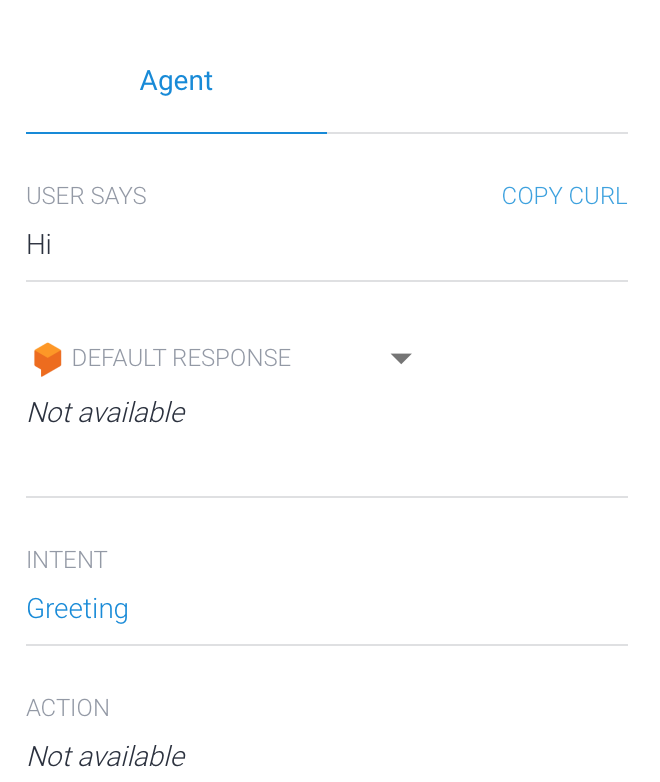 Agent
USER SAYS COPY CURL
Hi
DEFAULT RESPONSE
Not available
INTENT
Greeting
ACTION
Not available